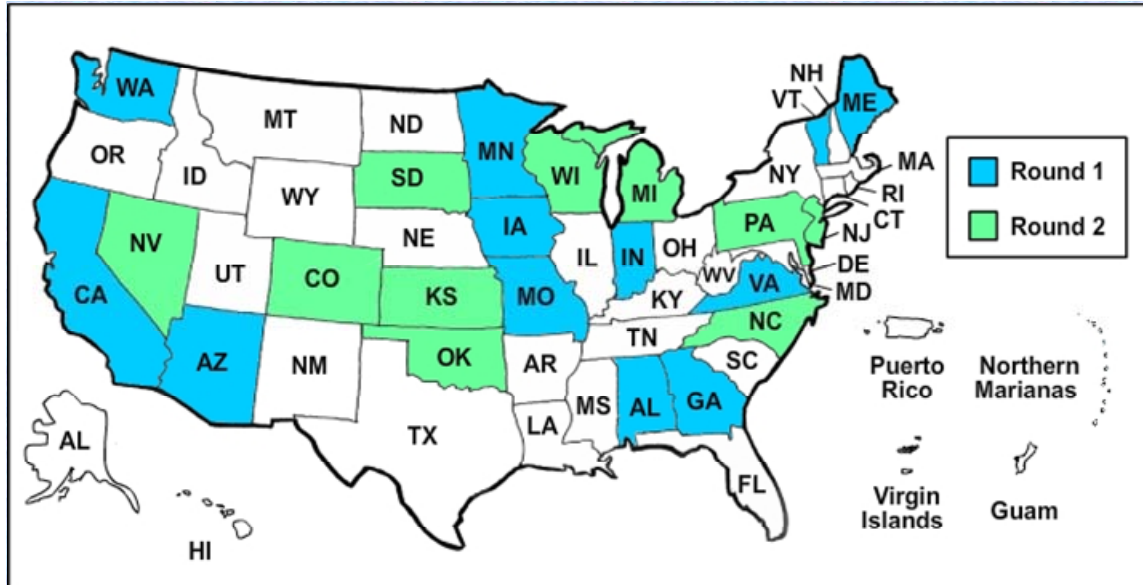 WA
MT
ND
MN
OR
ID
WY
SD
WI
MI
NH
VT
ME
NY
MA
RI
CT
NJ
PA
DE
MD
NV
UT
CO
NE
KS
IA
IL
IN
OH
WV
VA
KY
MO
CA
AZ
NM
OK
AR
TN
NC
SC
TX
LA
MS
AL
GA
FL
AL
HI
Round 1
Round 2
Puerto
Rico
Northern
Marianas
Virgin
Islands
Guam